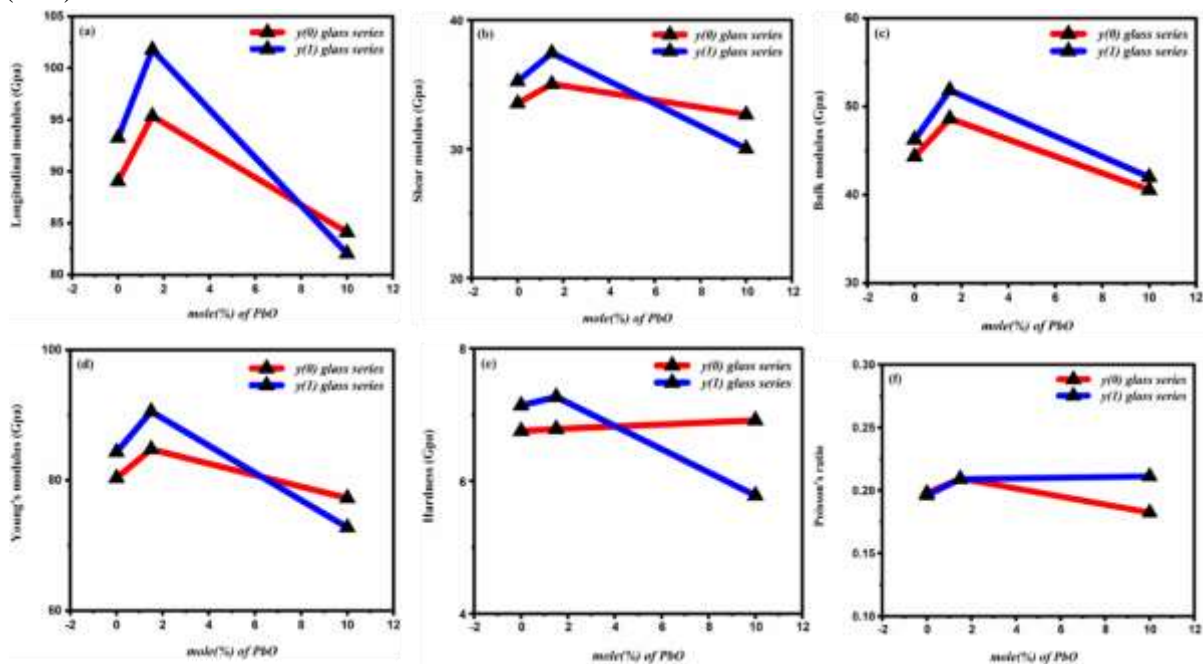 (a)
y(0) glass series
y(1) glass series
Longitudinal modulus (Gpa)
105
100
95
90
85
80
-2 0 2 4 6 8 10 12
mole(%) of PbO
(b)
y(0) glass series
y(1) glass series
Shear modulus (Gpa)
40
30
20
-2 0 2 4 6 8 10 12
mole(%) of PbO
(c)
y(0) glass series
y(1) glass series
Bulk modulus (Gpa)
60
50
40
30
-2 0 2 4 6 8 10 12
mole(%) of PbO
(d)
y(0) glass series
y(1) glass series
Young's modulus (Gpa)
100
80
60
-2 0 2 4 6 8 10 12
mole(%) of PbO
(e)
y(0) glass series
y(1) glass series
Hardness (Gpa)
8
6
4
-2 0 2 4 6 8 10 12
mole(%) of PbO
(f)
y(0) glass series
y(1) glass series
Poisson's ratio
0.30
0.25
0.20
0.15
0.10
-2 0 2 4 6 8 10 12
mole(%) of PbO